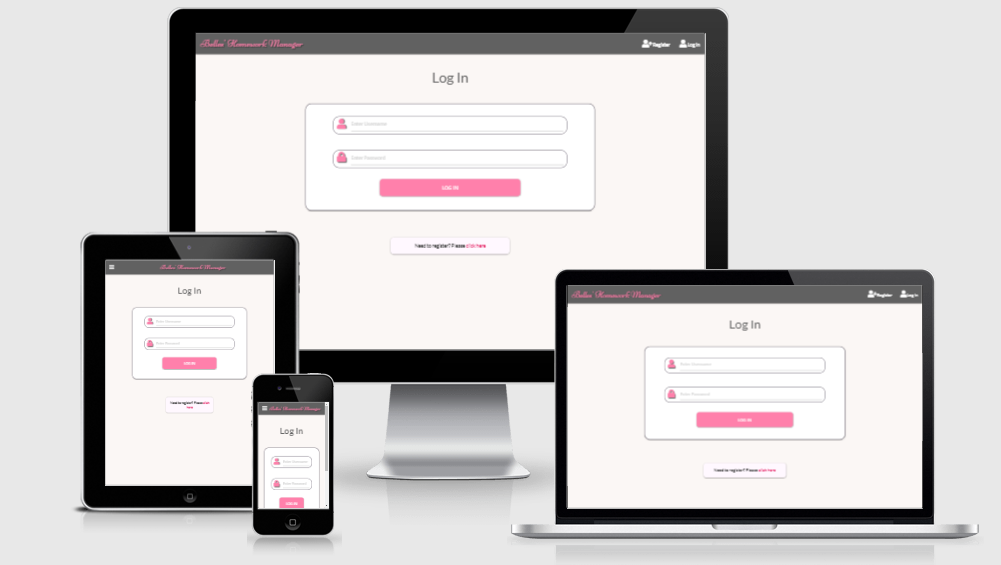 Bellas' Homework Manager
Register Log In
Log In
Enter Username
Enter Password
LOG IN
Need to register? Please click here
Bellas' Homework Manager
Log In
Enter Username
Enter Password
LOG IN
Need to register? Please click
here
Bellas' Homework Manager
Log In
Enter Username
Enter Password
LOG IN
Bellas' Homework Manager
Register Log In
Log In
Enter Username
Enter Password
LOG IN
Need to register? Please click here